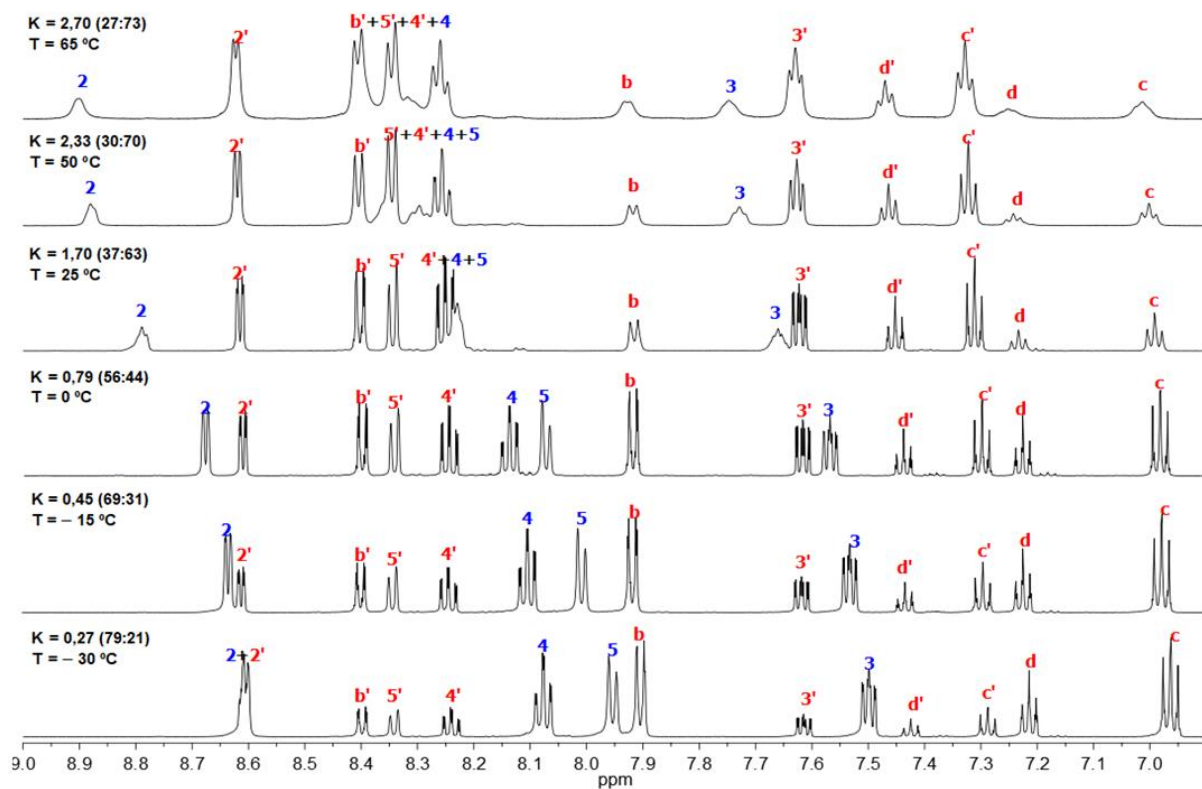 K = 2,70 (27:73)
T = 65 ºC
2 2' b'+5'+4'+4 b 3 3' d' c' d c
K = 2,33 (30:70)
T = 50 ºC
2 2' b' 5'+4'+4+5 b 3 3' d' c' d c
K = 1,70 (37:63)
T = 25 ºC
2 2' b' 5' 4'+4+5 b 3 3' d' c' d c
K = 0,79 (56:44)
T = 0 ºC
2 2' b' 5' 4' 4 5 b 3' 3 d' c' d c
K = 0,45 (69:31)
T = – 15 ºC
2 2' b' 5' 4' 4 5 b 3' 3 d' c' d c
K = 0,27 (79:21)
T = – 30 ºC
2+2' b' 5' 4' 4 5 b 3' 3 d' c' d c
9.0 8.9 8.8 8.7 8.6 8.5 8.4 8.3 8.2 8.1 8.0 7.9 7.8 7.7 7.6 7.5 7.4 7.3 7.2 7.1 7.0
ppm